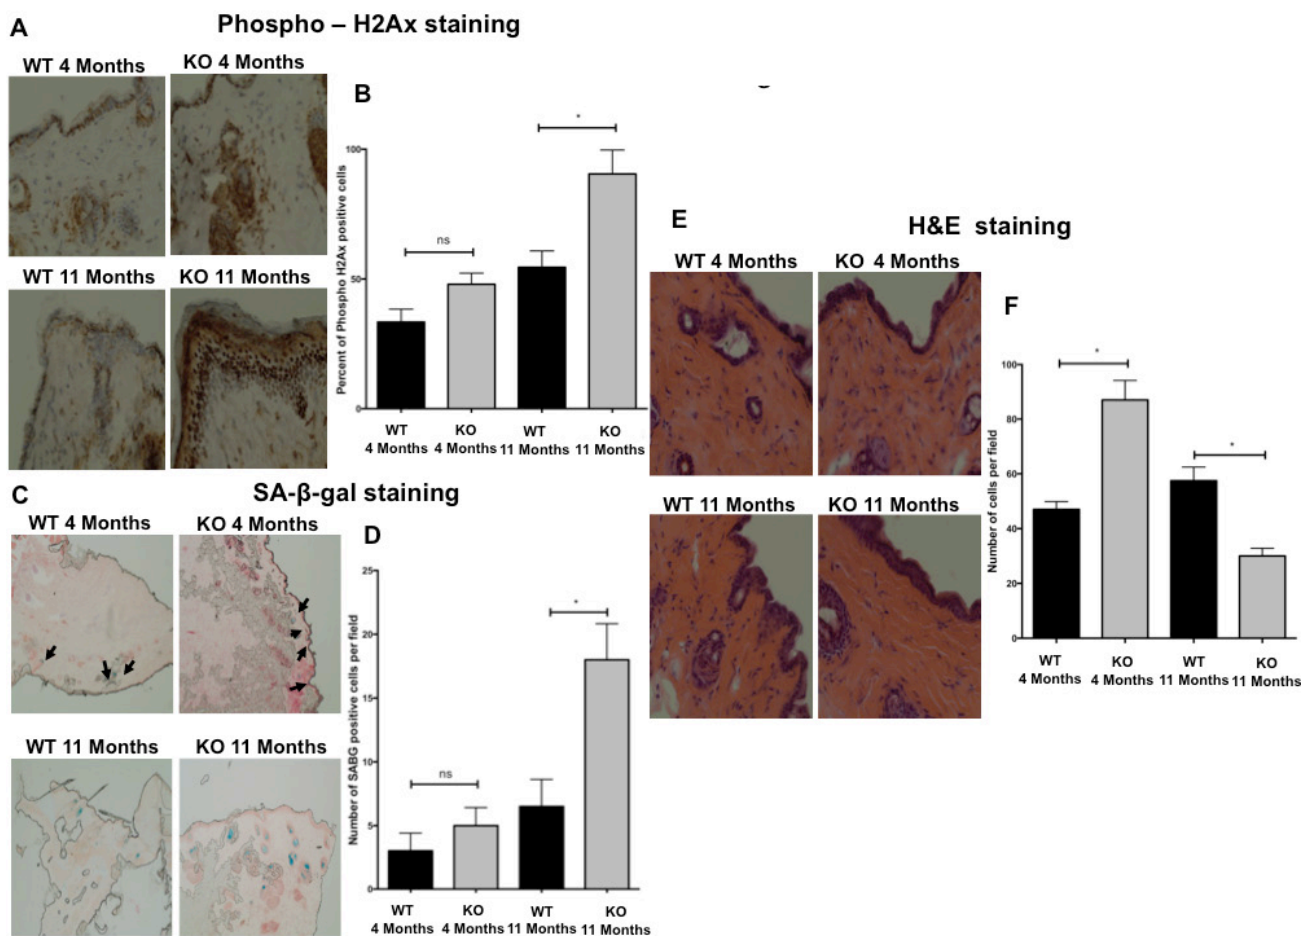 A
Phospho – H2Ax staining
WT 4 Months
KO 4 Months
WT 11 Months
KO 11 Months
B
Percent of Phospho H2Ax positive cells
100
50
0
ns
*
WT
4 Months
KO
4 Months
WT
11 Months
KO
11 Months
C
SA-β-gal staining
WT 4 Months
KO 4 Months
WT 11 Months
KO 11 Months
D
Number of SABG positive cells per field
25
20
15
10
5
0
ns
*
WT
4 Months
KO
4 Months
WT
11 Months
KO
11 Months
E
H&E staining
WT 4 Months
KO 4 Months
WT 11 Months
KO 11 Months
F
Number of cells per field
100
80
60
40
20
0
*
*
WT
4 Months
KO
4 Months
WT
11 Months
KO
11 Months